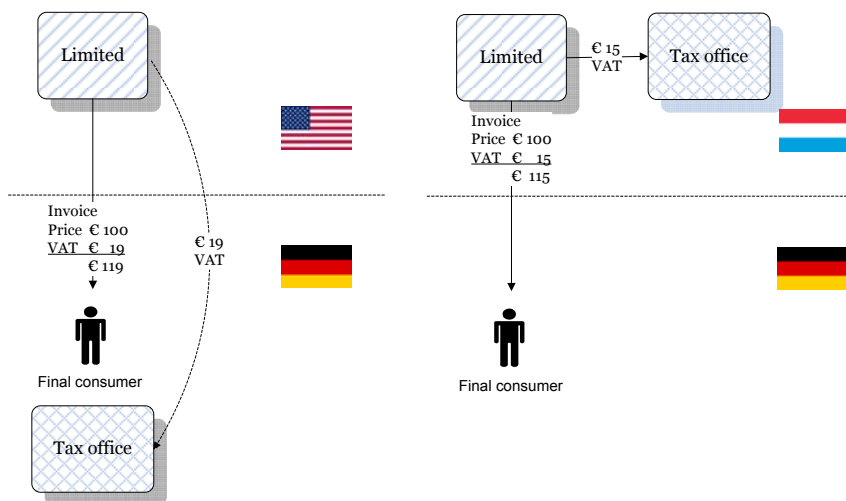 Limited
Invoice
Price € 100
VAT € 19
€ 119
€ 19
VAT
Final consumer
Tax office
Limited
€ 15
VAT
Tax office
Invoice
Price € 100
VAT € 15
€ 115
Final consumer